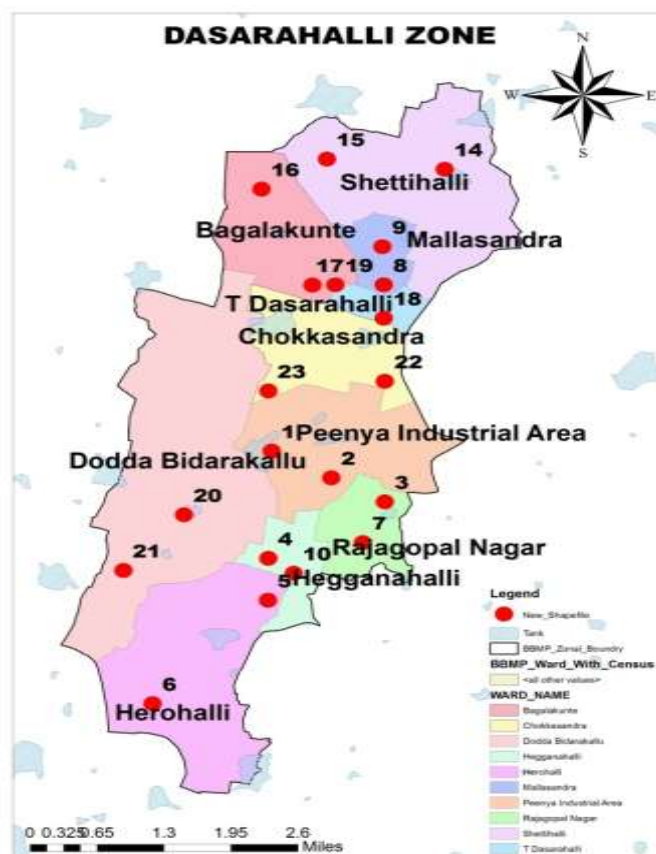 DASARAHALLI ZONE
N
W E
S
15
14
16
Shettihalli
Bagalakunte
9
Mallasandra
17 19 8
T Dasarahalli
18
Chokkasandra
22
23
1
Peenya Industrial Area
Dodda Bidarakallu
2
20
3
7
4
10
Rajagopal Nagar
21
5
Hegganahalli
6
Herohalli
Legend
New_Shapefile
Tank
BBMP_Zonal_Boundry
BBMP_Ward_With_Census
<all other values>
WARD_NAME
Bagalakunte
Chokkasandra
Dodda Bidarakallu
Hegganahalli
Herohalli
Mallasandra
Peenya Industrial Area
Rajagopal Nagar
Shettihalli
T Dasarahalli
0 0.325 0.65 1.3 1.95 2.6
Miles